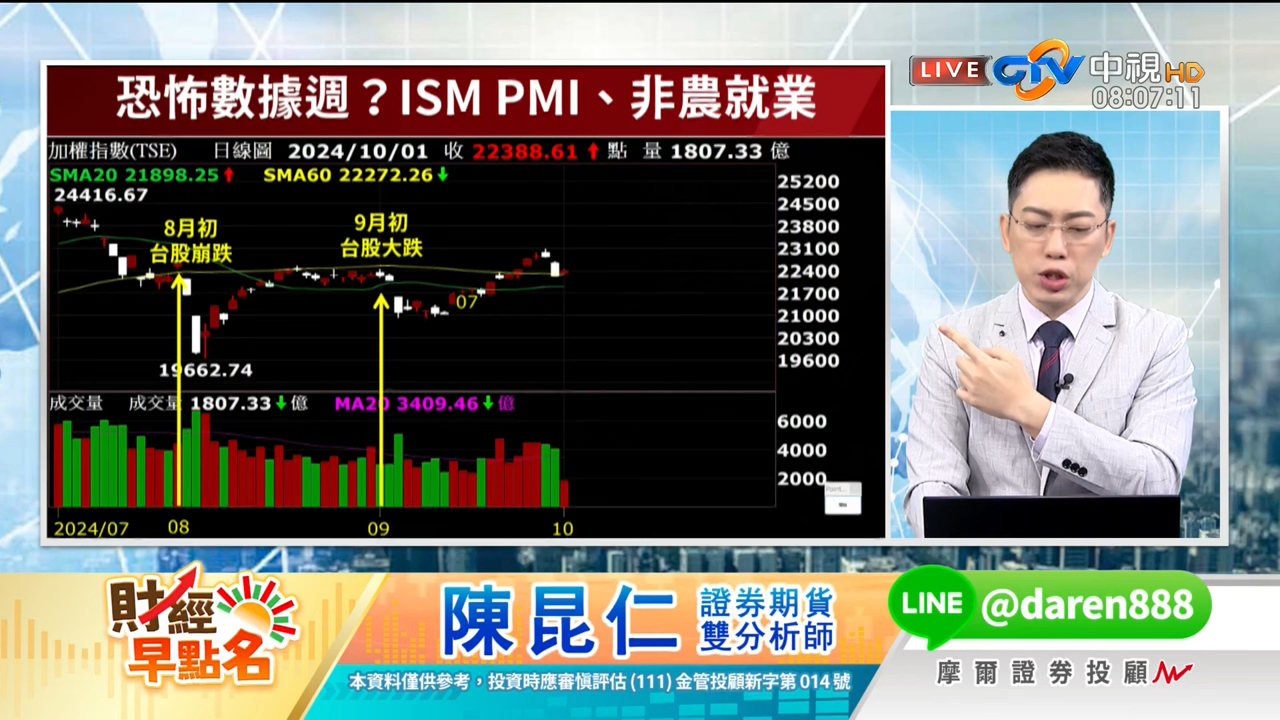 恐怖數據週？ISM PMI、非農就業
LIVE CTV 中視HD
08:07:11
加權指數(TSE) 日線圖 2024/10/01 收 22388.61↑點 量 1807.33 億
SMA20 21898.25↑ SMA60 22272.26↓
24416.67
25200
24500
23800
23100
22400
21700
21000
20300
19600
8月初
台股崩跌
9月初
台股大跌
07
19662.74
成交量 成交量 1807.33↓億 MA20 3409.46↓億
6000
4000
2000
2024/07 08 09 10
財經
早點名
陳昆仁
證券期貨
雙分析師
LINE @daren888
摩爾證券投顧
本資料僅供參考，投資時應審慎評估 (111) 金管投顧新字第 014 號